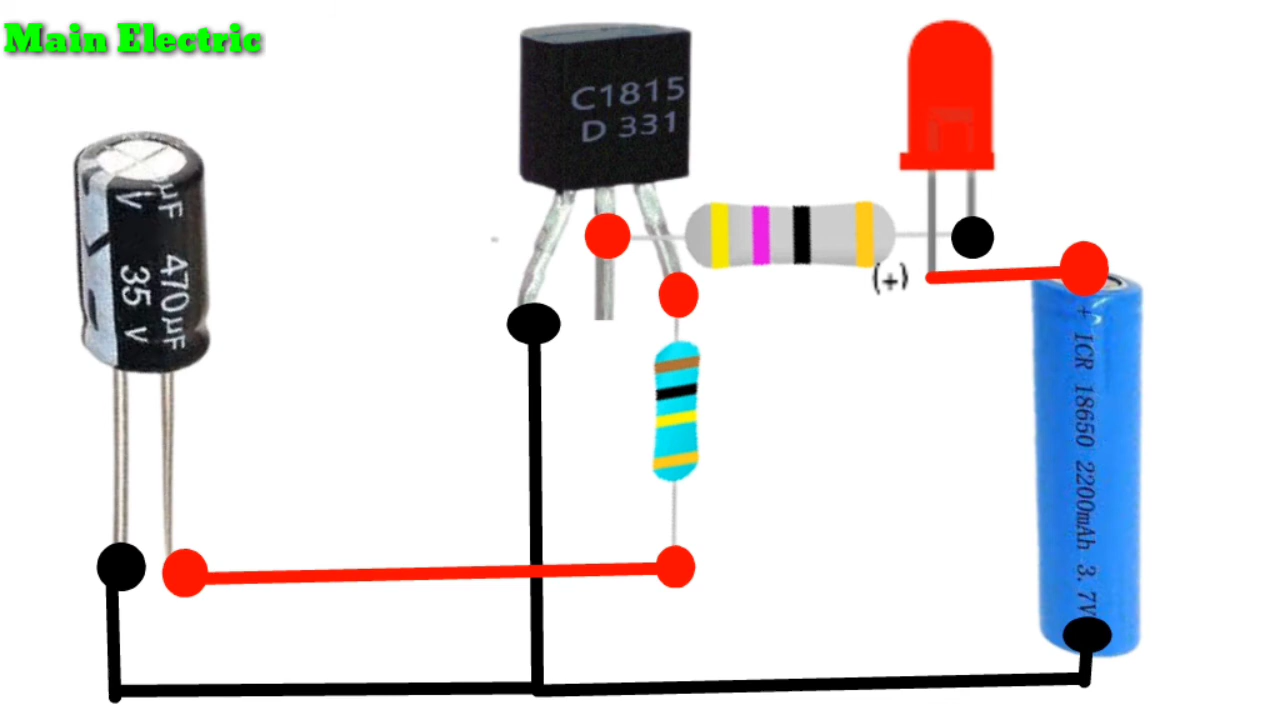 Main Electric
C1815
D 331
µF
V
470µF
35 V
(+)
+ ICR 18650 2200mAh 3.7V